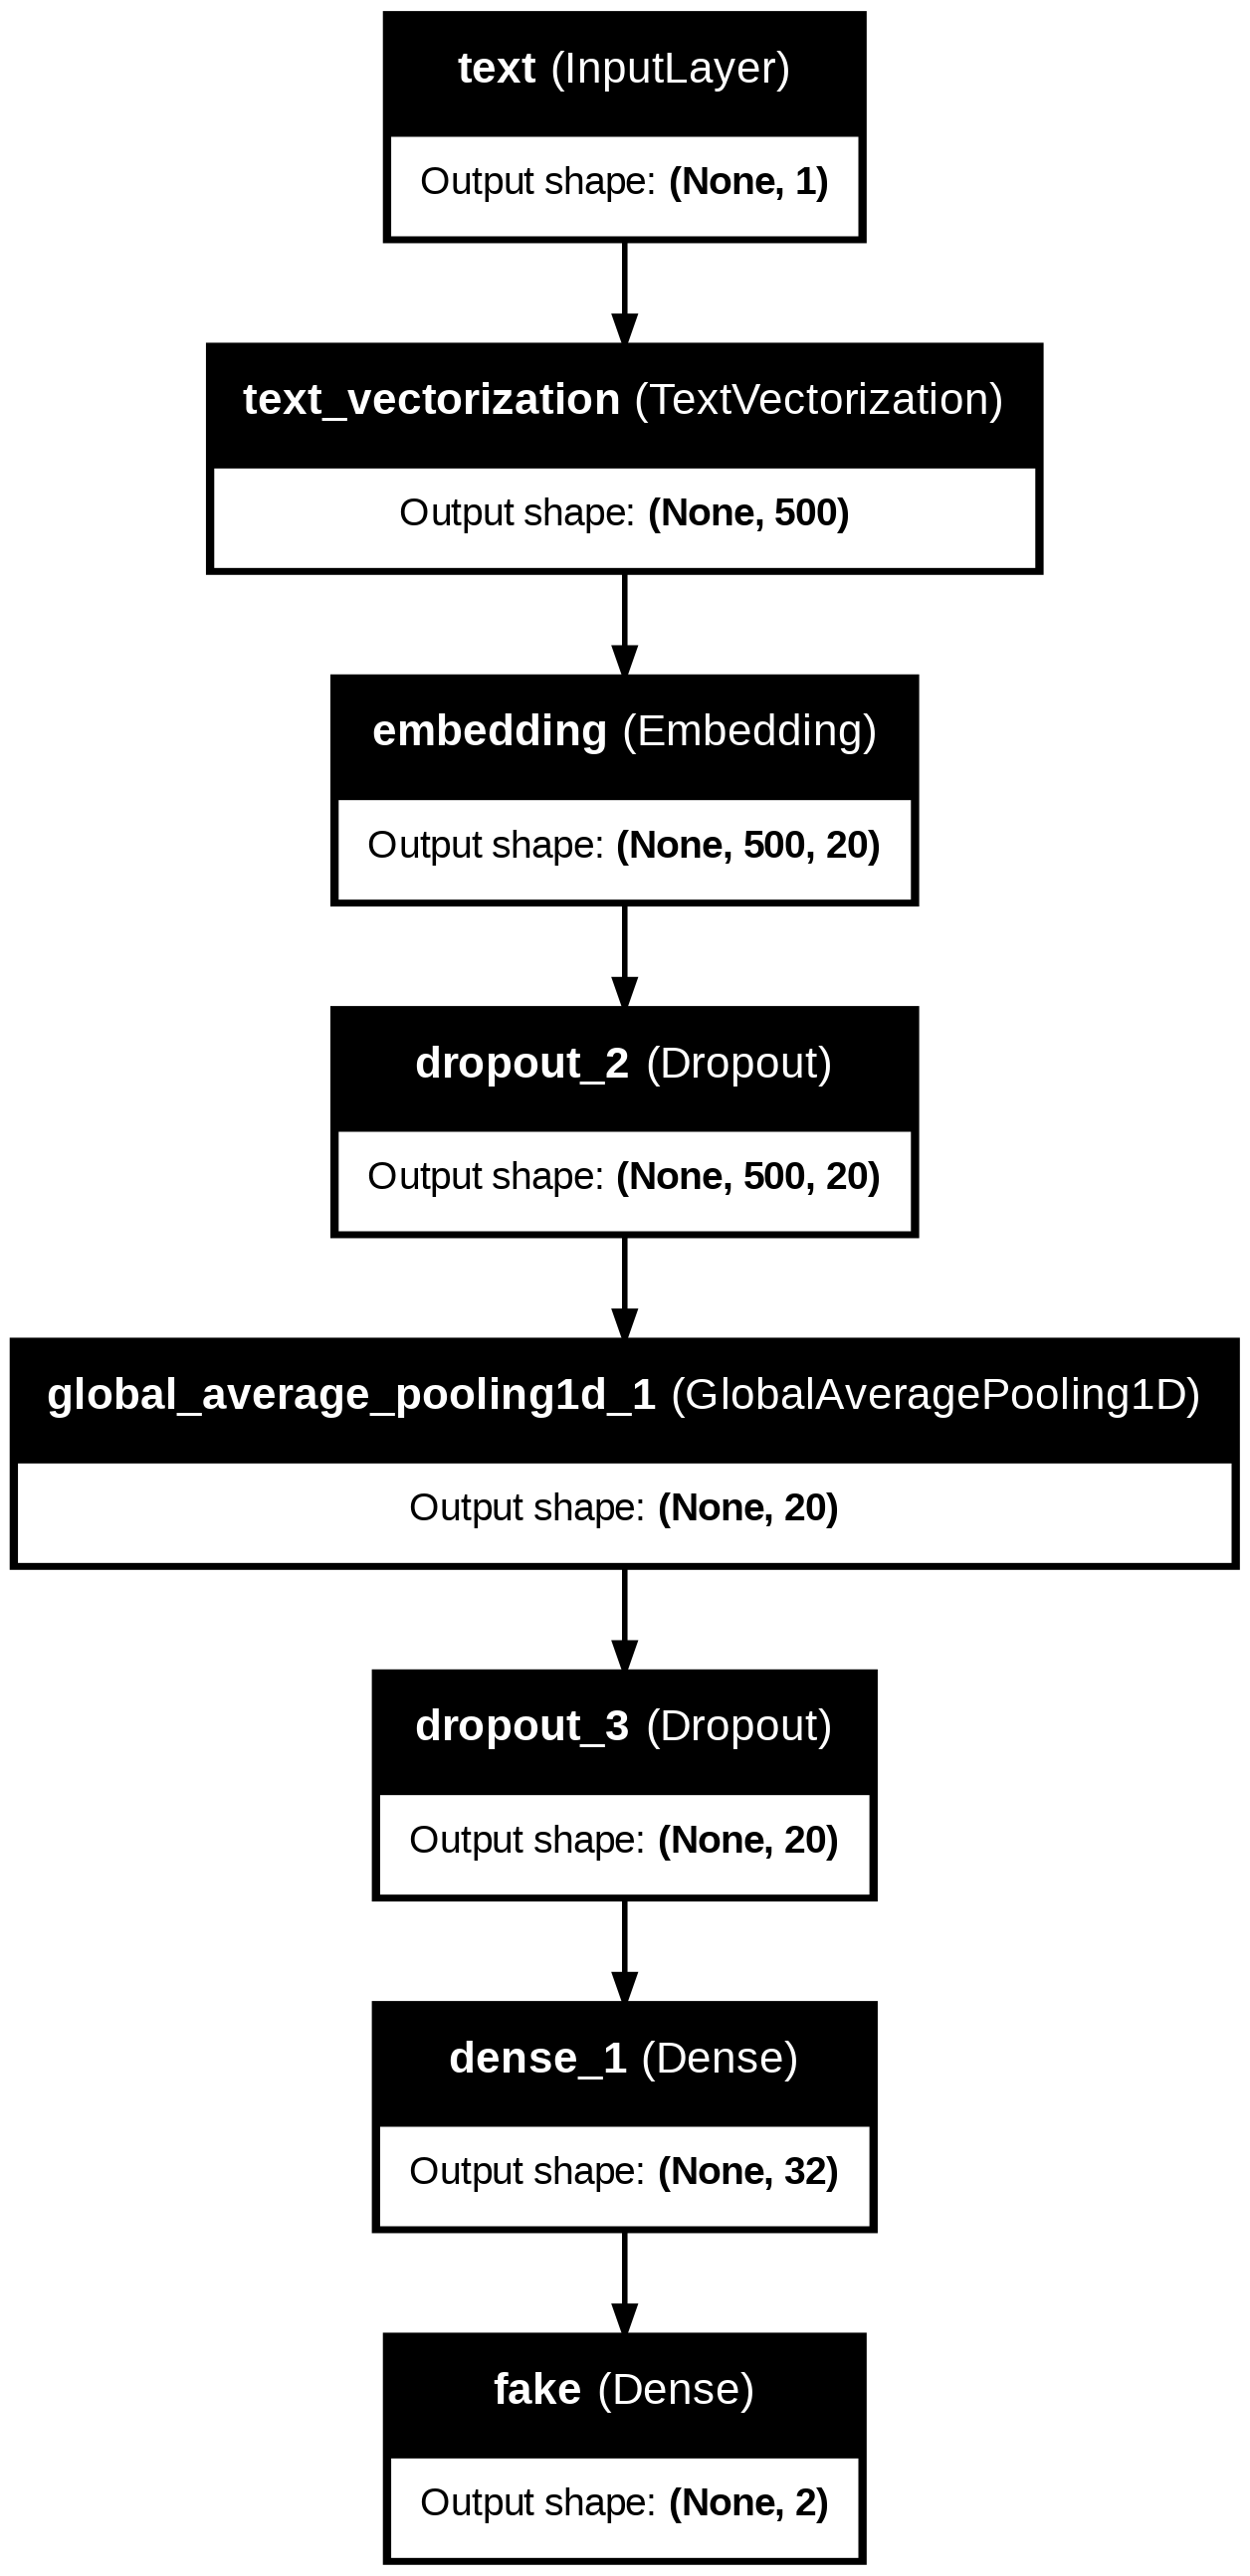 text (InputLayer)
Output shape: (None, 1)
text_vectorization (TextVectorization)
Output shape: (None, 500)
embedding (Embedding)
Output shape: (None, 500, 20)
dropout_2 (Dropout)
Output shape: (None, 500, 20)
global_average_pooling1d_1 (GlobalAveragePooling1D)
Output shape: (None, 20)
dropout_3 (Dropout)
Output shape: (None, 20)
dense_1 (Dense)
Output shape: (None, 32)
fake (Dense)
Output shape: (None, 2)